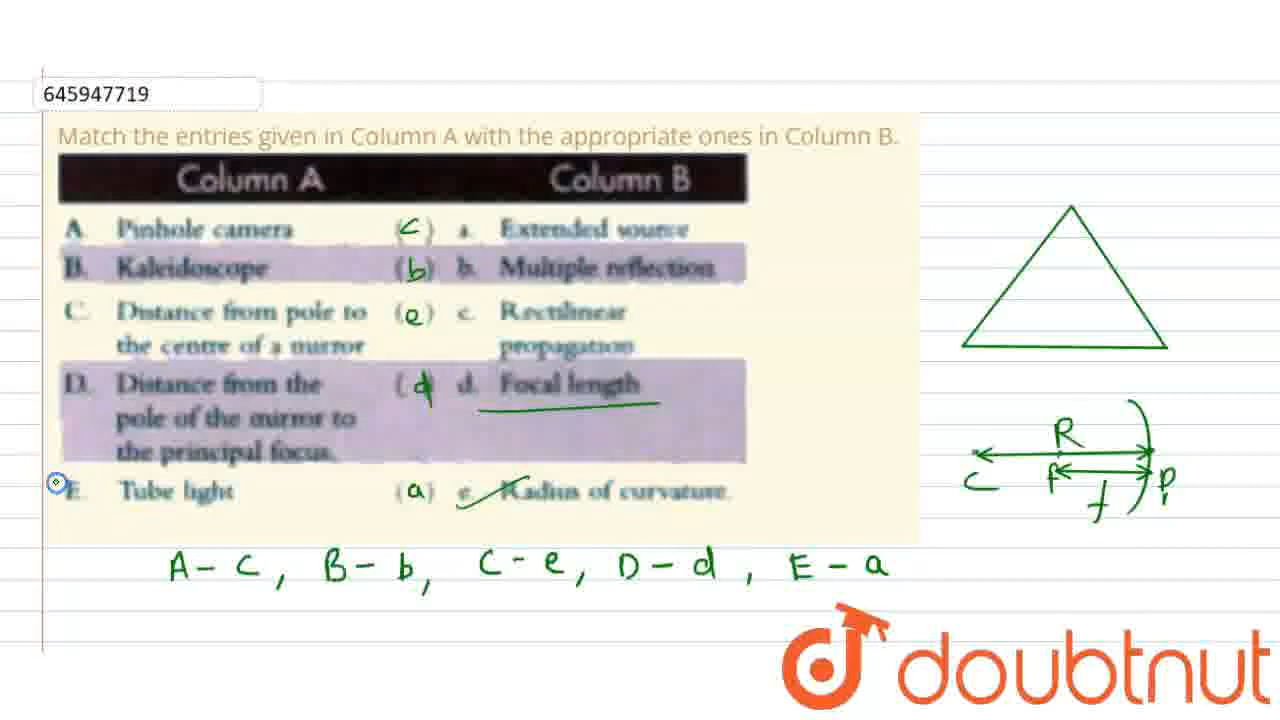 645947719
Match the entries given in Column A with the appropriate ones in Column B.
Column A Column B
A. Pinhole camera (c) a. Extended source
B. Kaleidoscope (b) b. Multiple reflection
C. Distance from pole to (e) c. Rectilinear
the centre of a mirror propagation
D. Distance from the (d d. Focal length
pole of the mirror to
the principal focus.
E. Tube light (a) e. Radius of curvature.
R
C F P
f
A - c, B - b, C - e, D - d, E - a
doubtnut